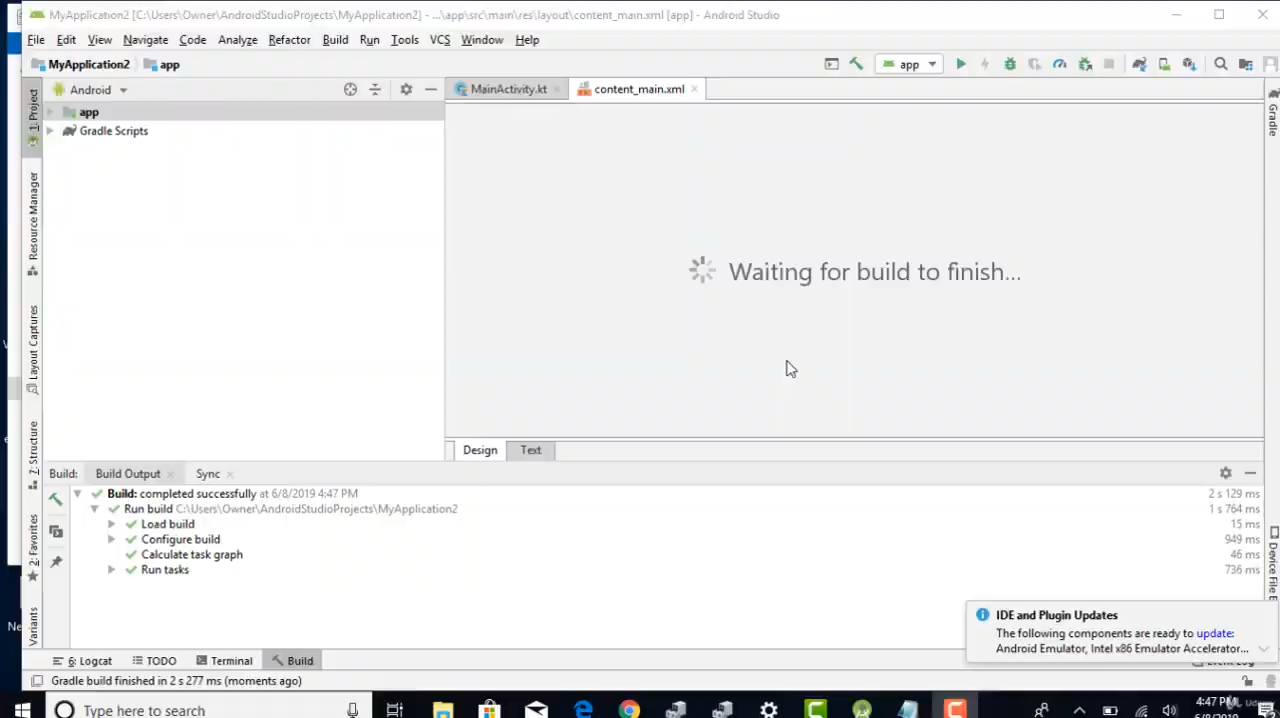 MyApplication2 [C:\Users\Owner\AndroidStudioProjects\MyApplication2] - ...\app\src\main\res\layout\content_main.xml [app] - Android Studio
File Edit View Navigate Code Analyze Refactor Build Run Tools VCS Window Help
MyApplication2 app
app
1: Project
Resource Manager
Layout Captures
7: Structure
2: Favorites
Variants
Android
app
Gradle Scripts
MainActivity.kt
content_main.xml
Gradle
Waiting for build to finish...
Design Text
Build: Build Output Sync
Build: completed successfully at 6/8/2019 4:47 PM 2 s 129 ms
Run build C:\Users\Owner\AndroidStudioProjects\MyApplication2 1 s 764 ms
Load build 15 ms
Configure build 949 ms
Calculate task graph 46 ms
Run tasks 736 ms
IDE and Plugin Updates
The following components are ready to update:
Android Emulator, Intel x86 Emulator Accelerator...
6: Logcat TODO Terminal Build
Gradle build finished in 2 s 277 ms (moments ago)
Type here to search
4:47 PM